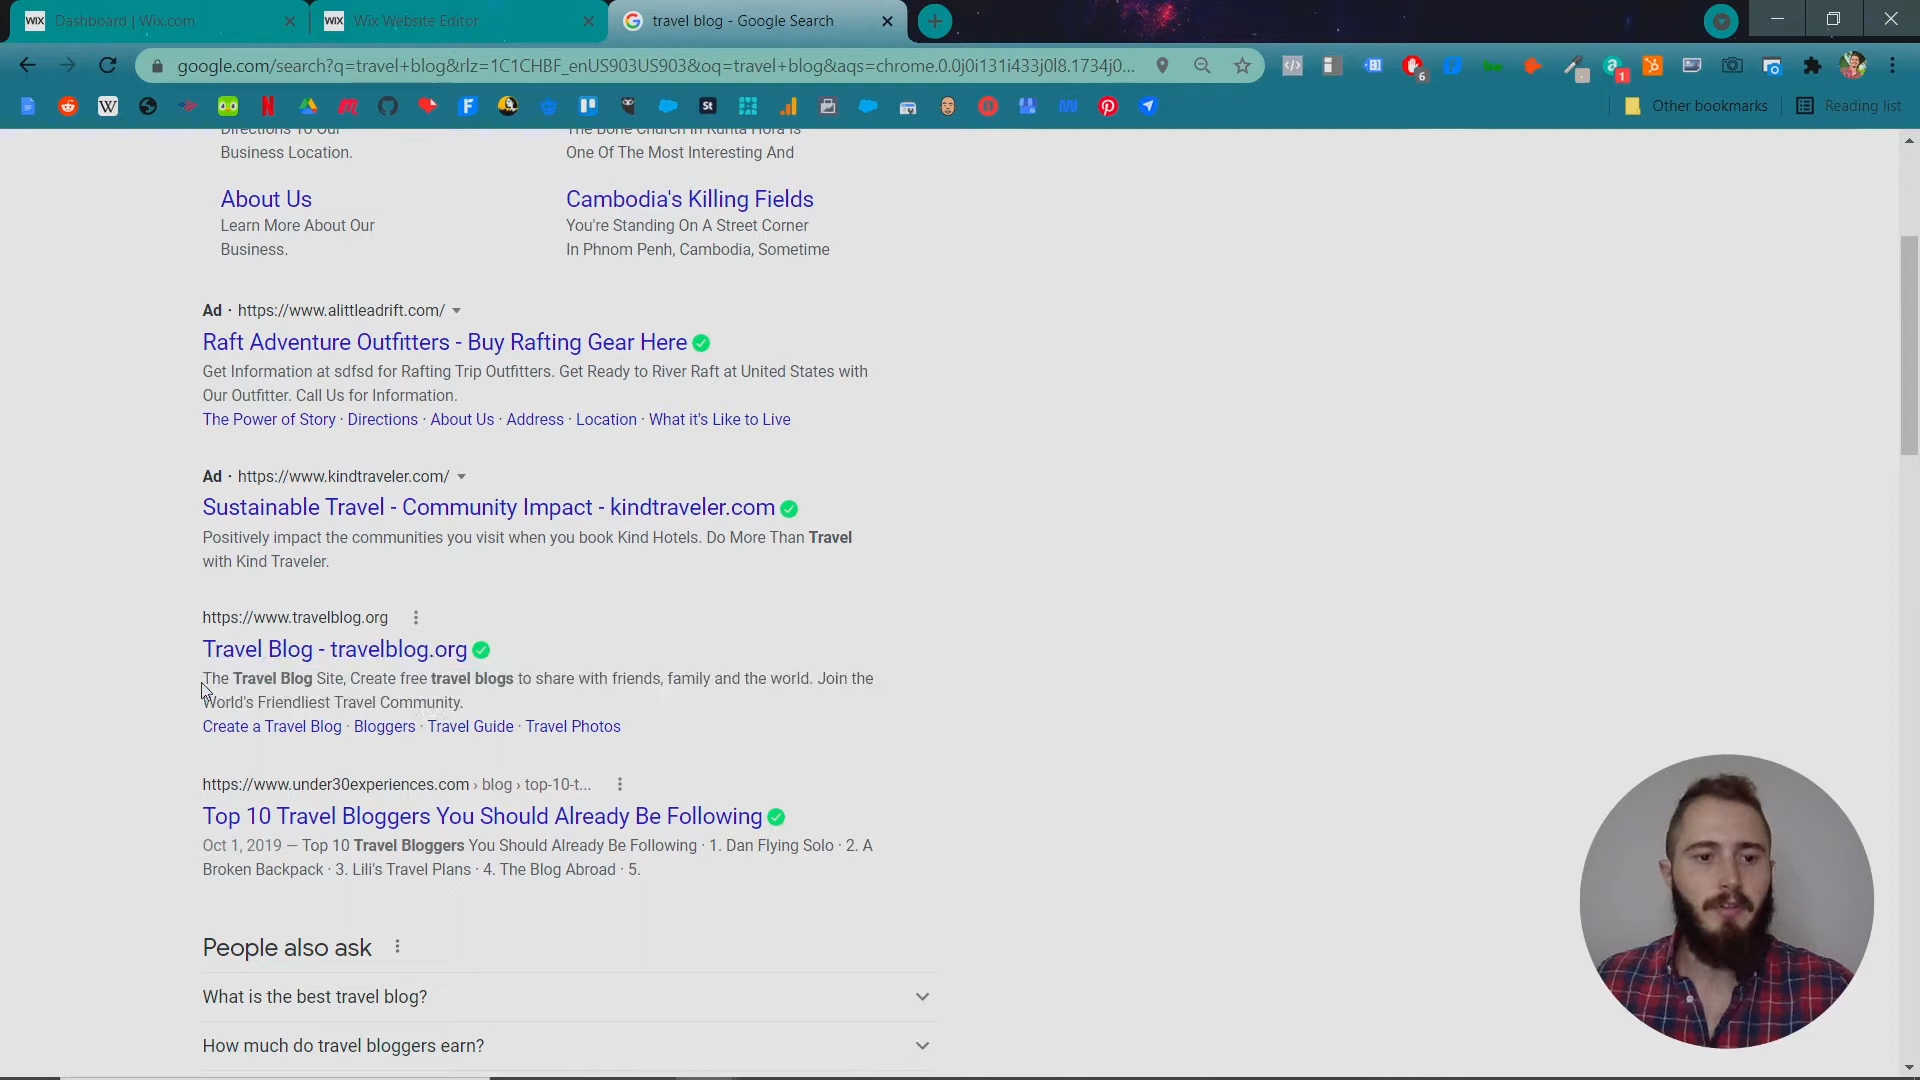 WIX Dashboard | Wix.com
WIX Wix Website Editor
travel blog - Google Search
google.com/search?q=travel+blog&rlz=1C1CHBF_enUS903US903&oq=travel+blog&aqs=chrome.0.0j0i131i433j0l8.1734j0...
6
1
W
St
Other bookmarks
Reading list
Directions To Our
Business Location.
The Bone Church In Kutna Hora Is
One Of The Most Interesting And
About Us
Learn More About Our
Business.
Cambodia's Killing Fields
You're Standing On A Street Corner
In Phnom Penh, Cambodia, Sometime
Ad · https://www.alittleadrift.com/
Raft Adventure Outfitters - Buy Rafting Gear Here
Get Information at sdfsd for Rafting Trip Outfitters. Get Ready to River Raft at United States with
Our Outfitter. Call Us for Information.
The Power of Story · Directions · About Us · Address · Location · What it's Like to Live
Ad · https://www.kindtraveler.com/
Sustainable Travel - Community Impact - kindtraveler.com
Positively impact the communities you visit when you book Kind Hotels. Do More Than Travel
with Kind Traveler.
https://www.travelblog.org
Travel Blog - travelblog.org
The Travel Blog Site, Create free travel blogs to share with friends, family and the world. Join the
World's Friendliest Travel Community.
Create a Travel Blog · Bloggers · Travel Guide · Travel Photos
https://www.under30experiences.com › blog › top-10-t...
Top 10 Travel Bloggers You Should Already Be Following
Oct 1, 2019 — Top 10 Travel Bloggers You Should Already Be Following · 1. Dan Flying Solo · 2. A
Broken Backpack · 3. Lili's Travel Plans · 4. The Blog Abroad · 5.
People also ask
What is the best travel blog?
How much do travel bloggers earn?